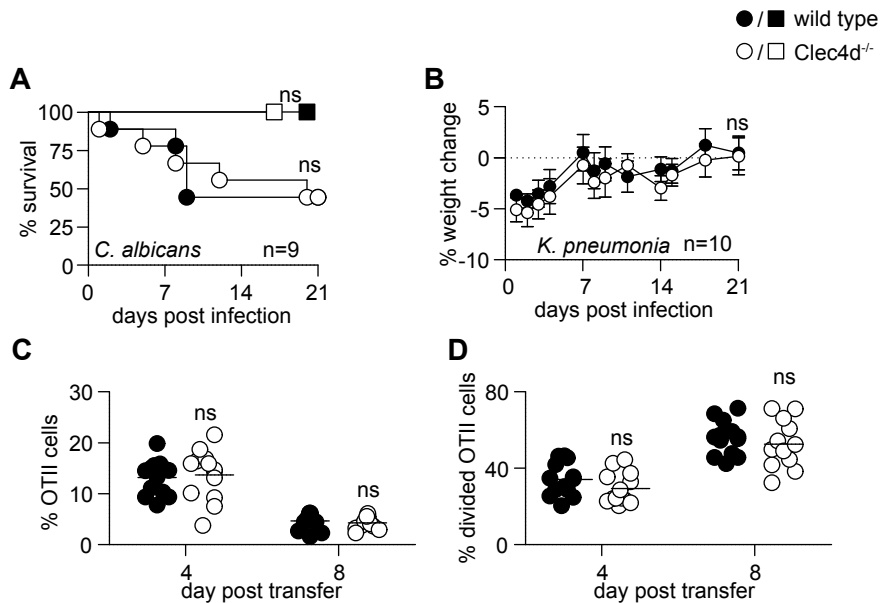 ●/■ wild type
○/□ Clec4d-/-
A
% survival
100
75
50
25
0
ns
ns
C. albicans n=9
0 7 14 21
days post infection
B
% weight change
5
0
-5
-10
ns
K. pneumonia n=10
0 7 14 21
days post infection
C
% OTII cells
30
20
10
0
ns
ns
4 8
day post transfer
D
% divided OTII cells
80
40
0
ns
ns
4 8
day post transfer